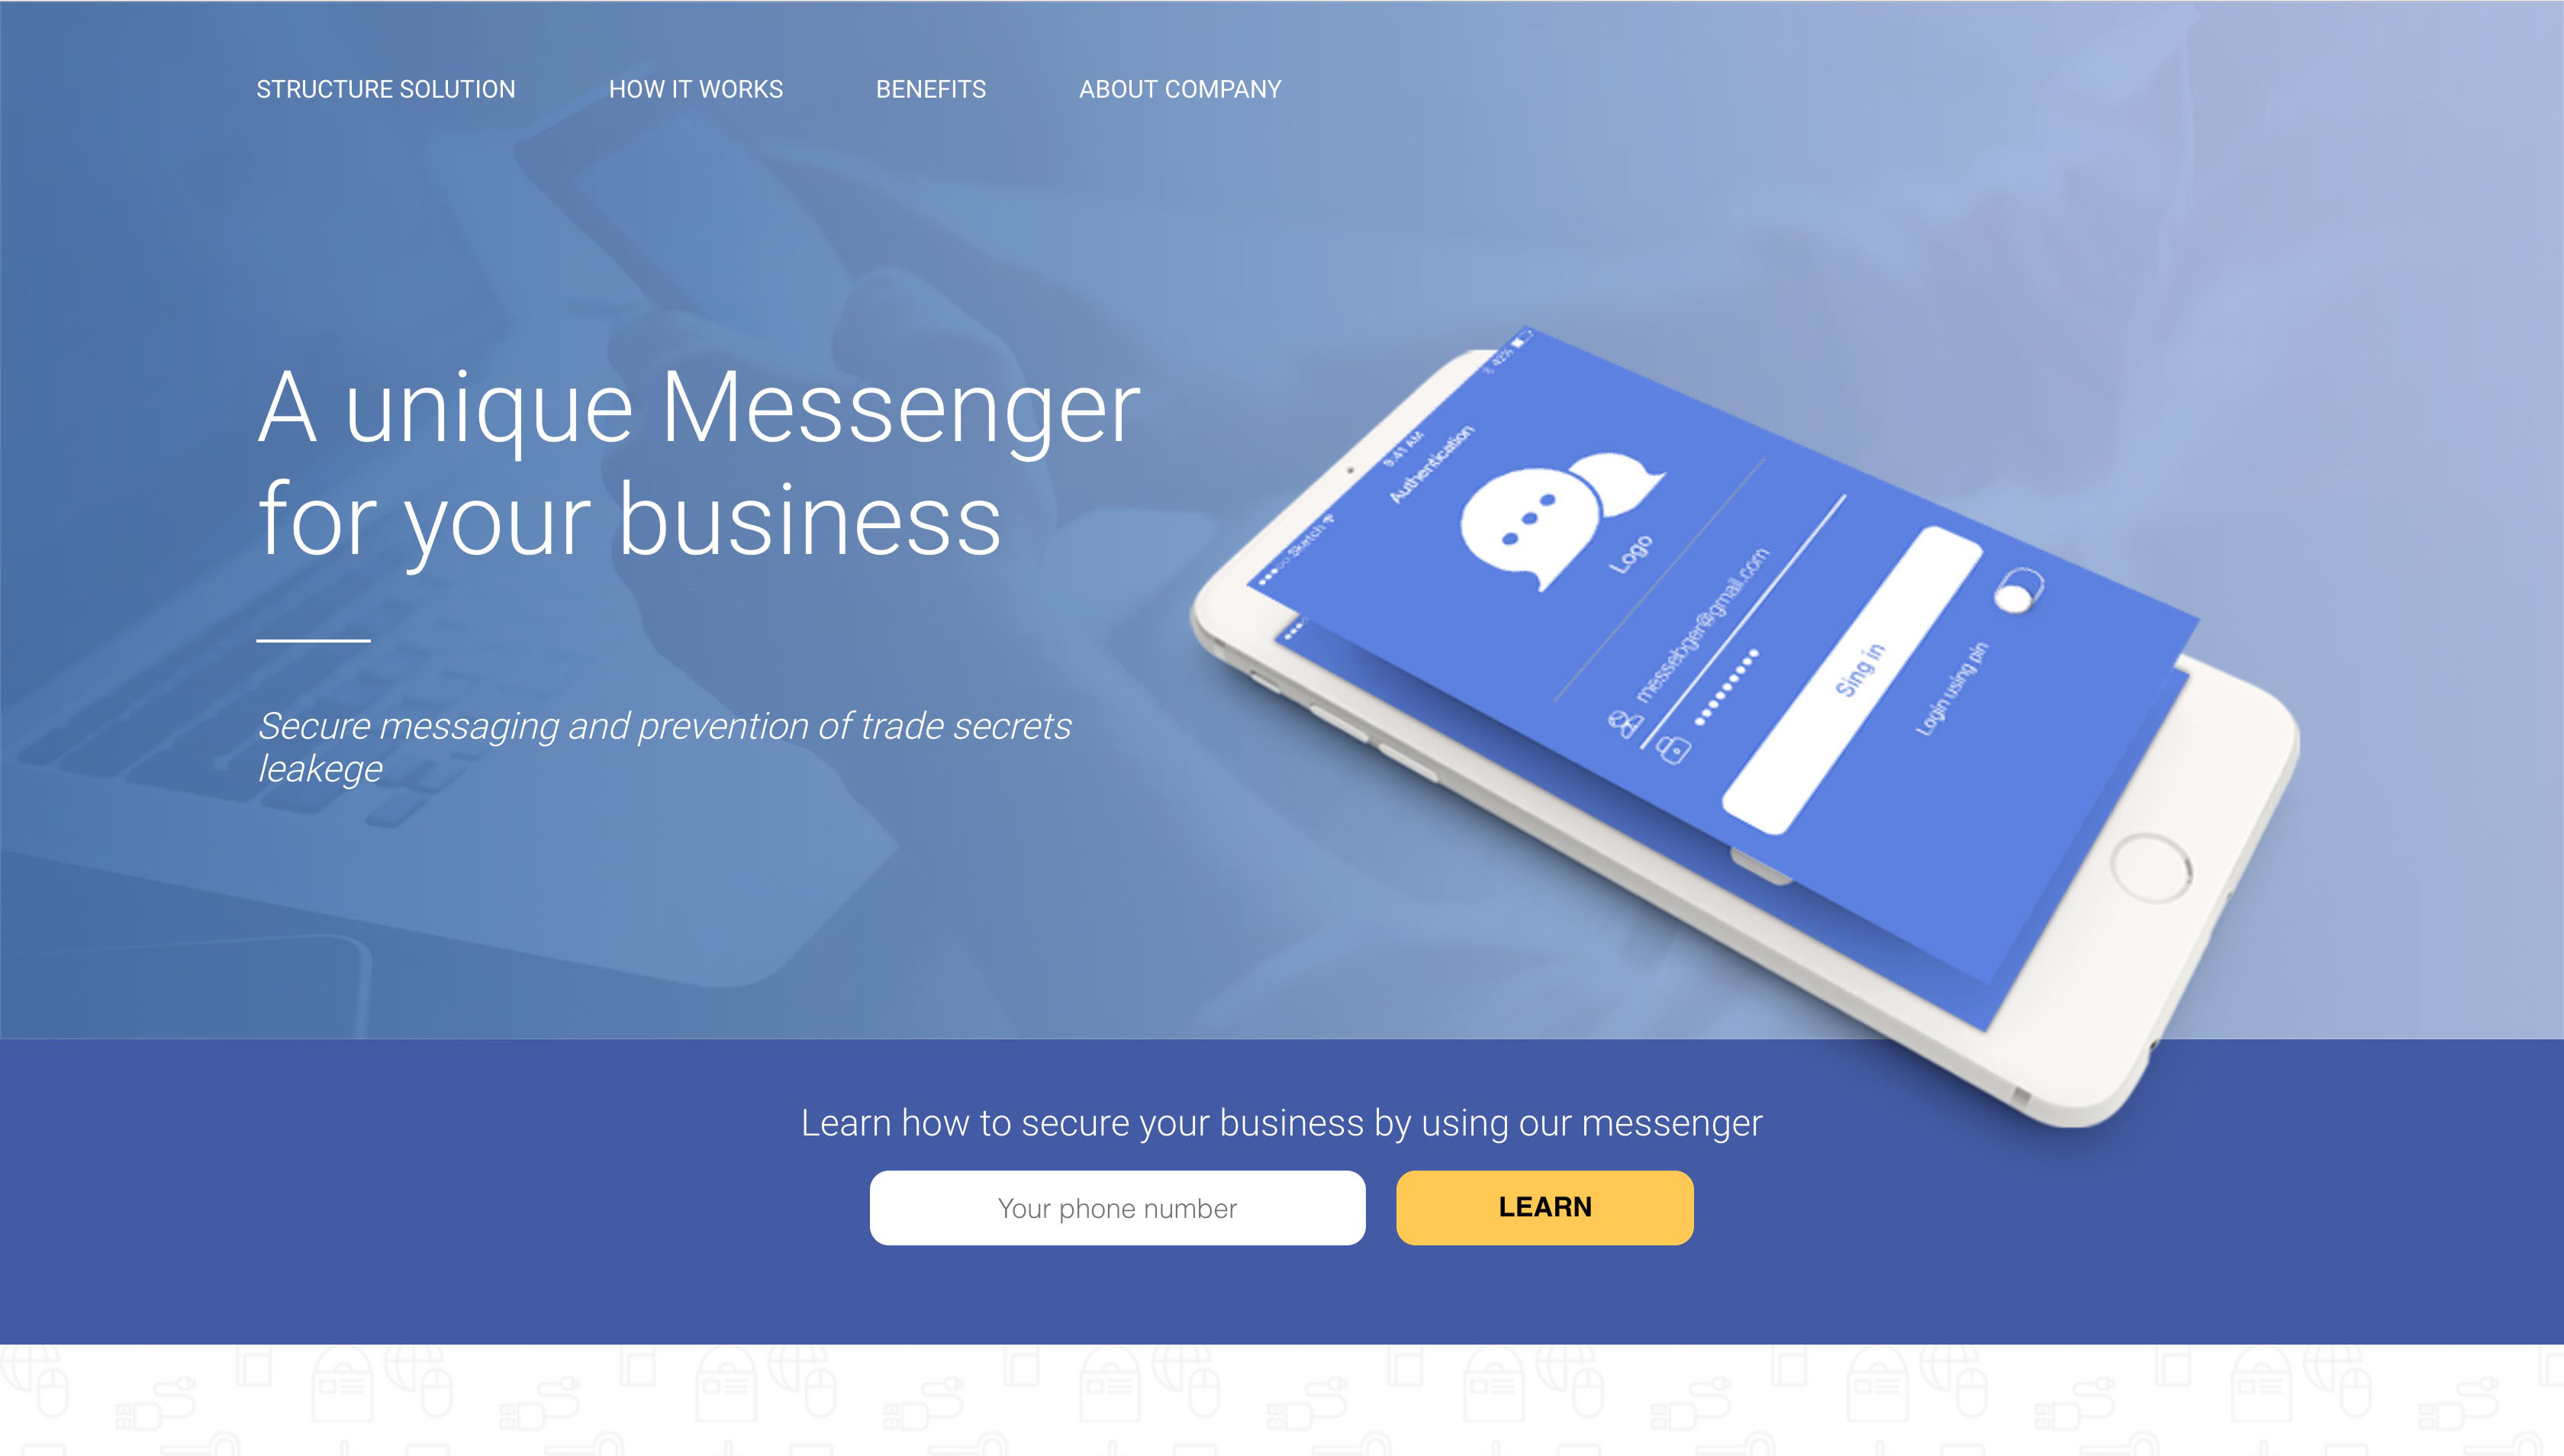 STRUCTURE SOLUTION HOW IT WORKS BENEFITS ABOUT COMPANY
A unique Messenger
for your business
Secure messaging and prevention of trade secrets
leakege
Sketch 9:41 AM 42%
Authentication
Logo
messebger@gmail.com
Sing in
Login using pin
Learn how to secure your business by using our messenger
Your phone number LEARN